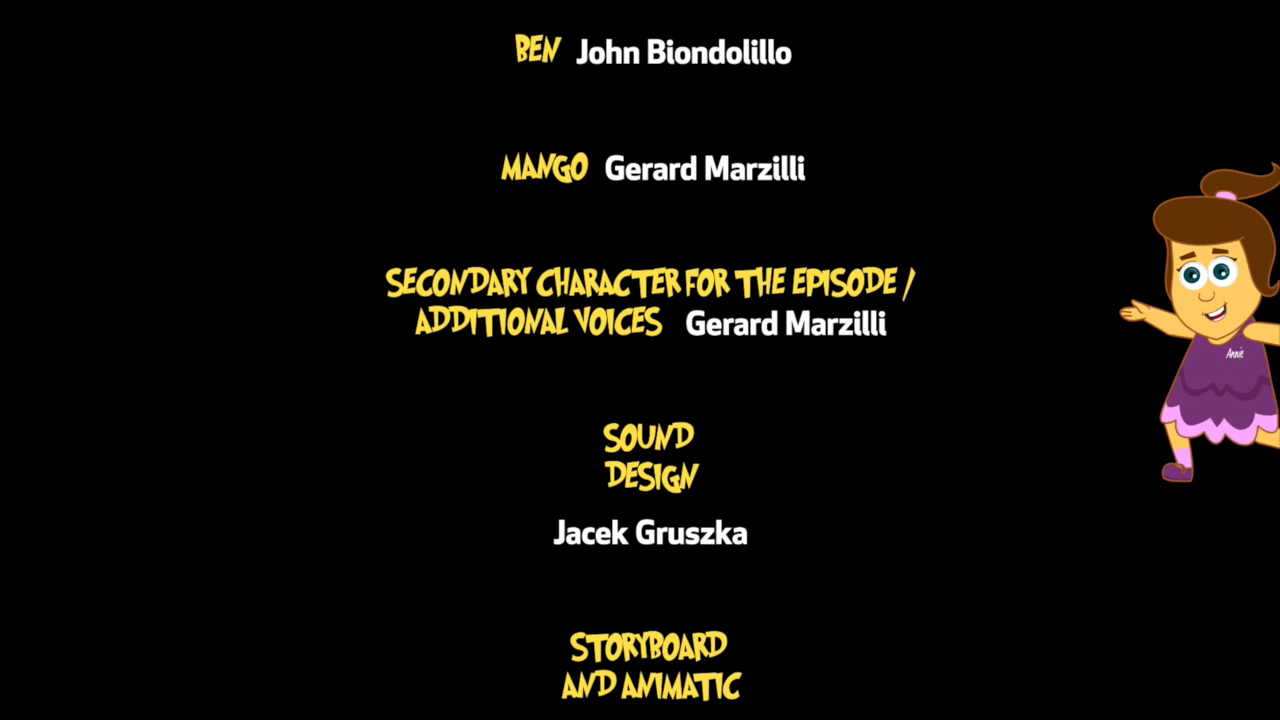 BEN John Biondolillo
MANGO Gerard Marzilli
SECONDARY CHARACTER FOR THE EPISODE /
ADDITIONAL VOICES Gerard Marzilli
Annie
SOUND
DESIGN
Jacek Gruszka
STORYBOARD
AND ANIMATIC